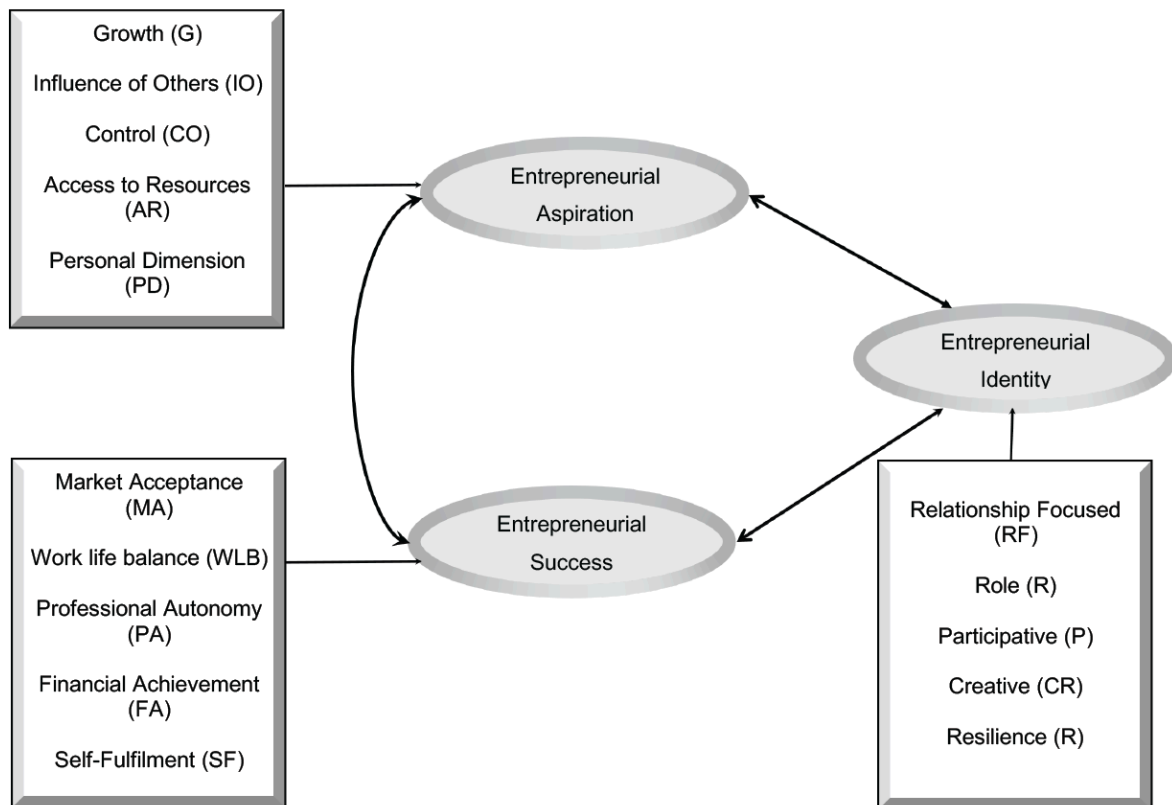 Growth (G)
Influence of Others (IO)
Control (CO)
Access to Resources
(AR)
Personal Dimension
(PD)
Entrepreneurial
Aspiration
Entrepreneurial
Identity
Market Acceptance
(MA)
Work life balance (WLB)
Professional Autonomy
(PA)
Financial Achievement
(FA)
Self-Fulfilment (SF)
Entrepreneurial
Success
Relationship Focused
(RF)
Role (R)
Participative (P)
Creative (CR)
Resilience (R)